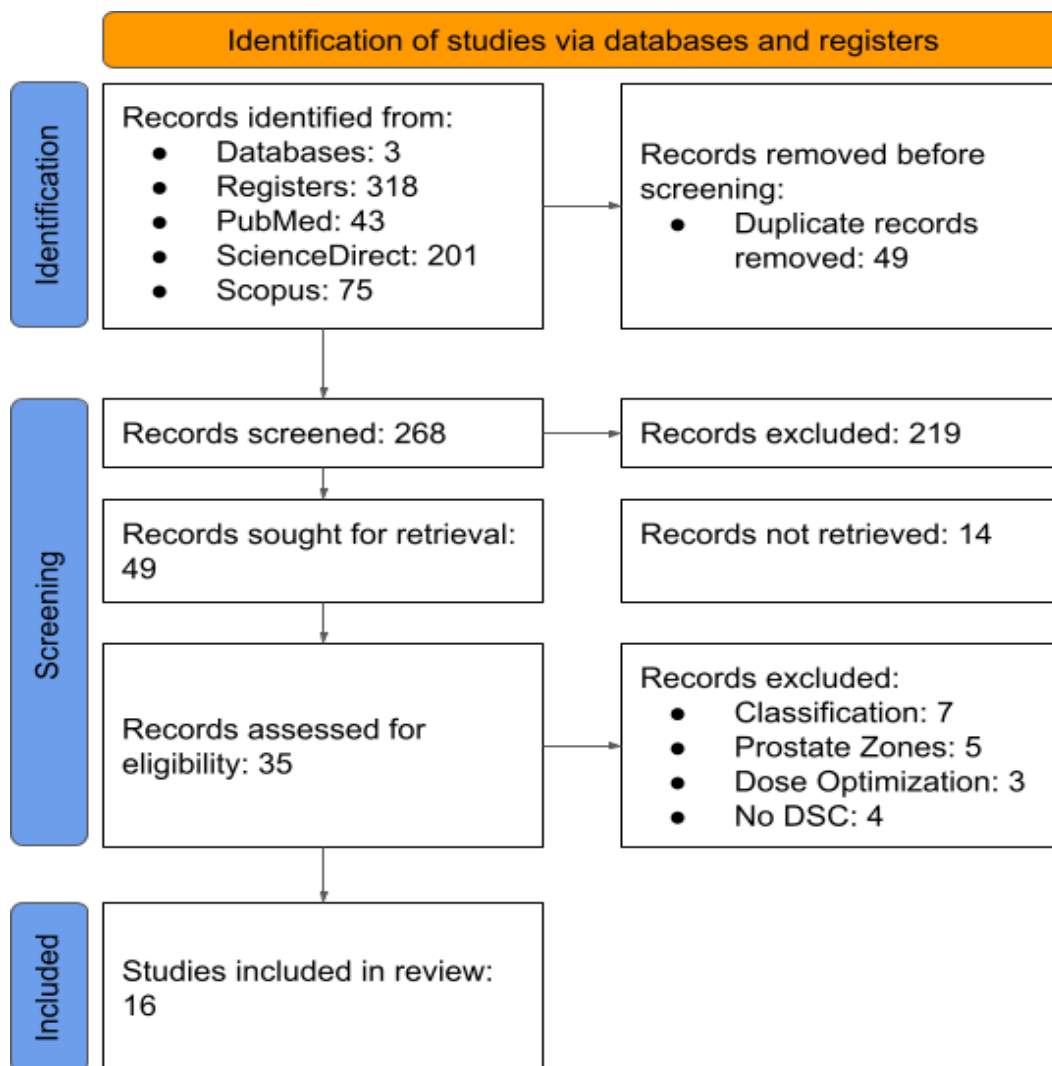 Identification of studies via databases and registers
Identification
Records identified from:
● Databases: 3
● Registers: 318
● PubMed: 43
● ScienceDirect: 201
● Scopus: 75
Records removed before
screening:
● Duplicate records
removed: 49
Screening
Records screened: 268
Records excluded: 219
Records sought for retrieval:
49
Records not retrieved: 14
Records assessed for
eligibility: 35
Records excluded:
● Classification: 7
● Prostate Zones: 5
● Dose Optimization: 3
● No DSC: 4
Included
Studies included in review:
16